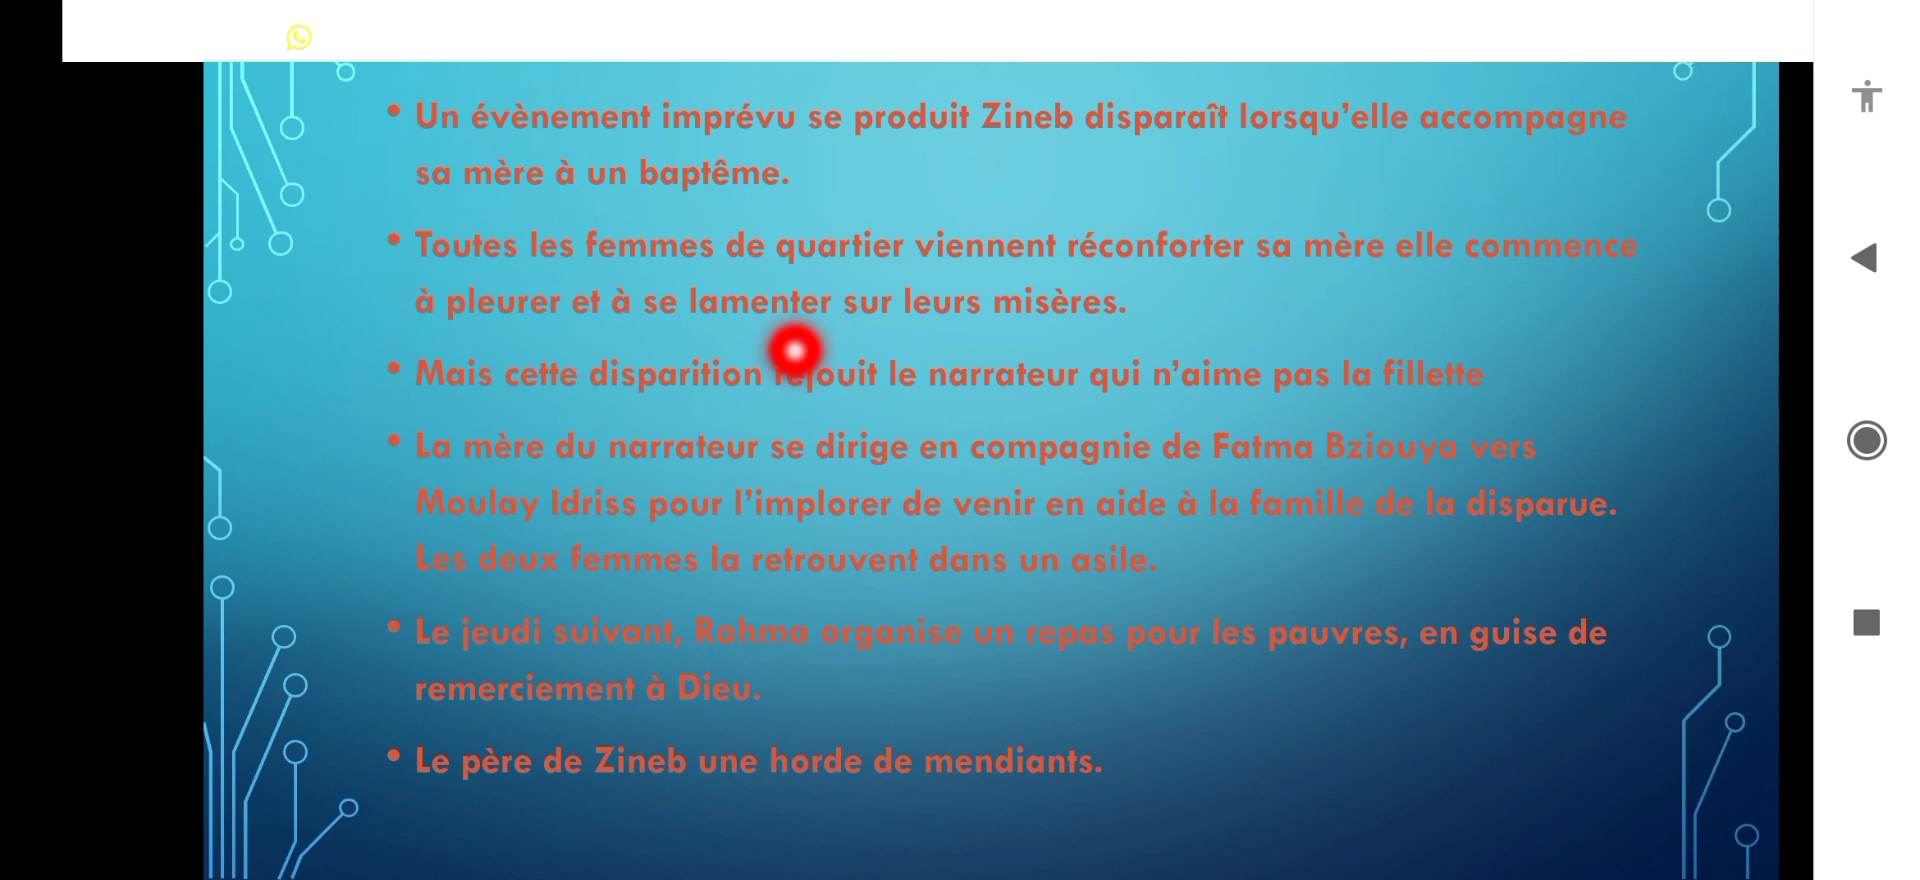 • Un évènement imprévu se produit Zineb disparaît lorsqu’elle accompagne
sa mère à un baptême.
• Toutes les femmes de quartier viennent réconforter sa mère elle commence
à pleurer et à se lamenter sur leurs misères.
• Mais cette disparition rejouit le narrateur qui n’aime pas la fillette
• La mère du narrateur se dirige en compagnie de Fatma Bziouya vers
Moulay Idriss pour l’implorer de venir en aide à la famille de la disparue.
Les deux femmes la retrouvent dans un asile.
• Le jeudi suivant, Rahma organise un repas pour les pauvres, en guise de
remerciement à Dieu.
• Le père de Zineb une horde de mendiants.